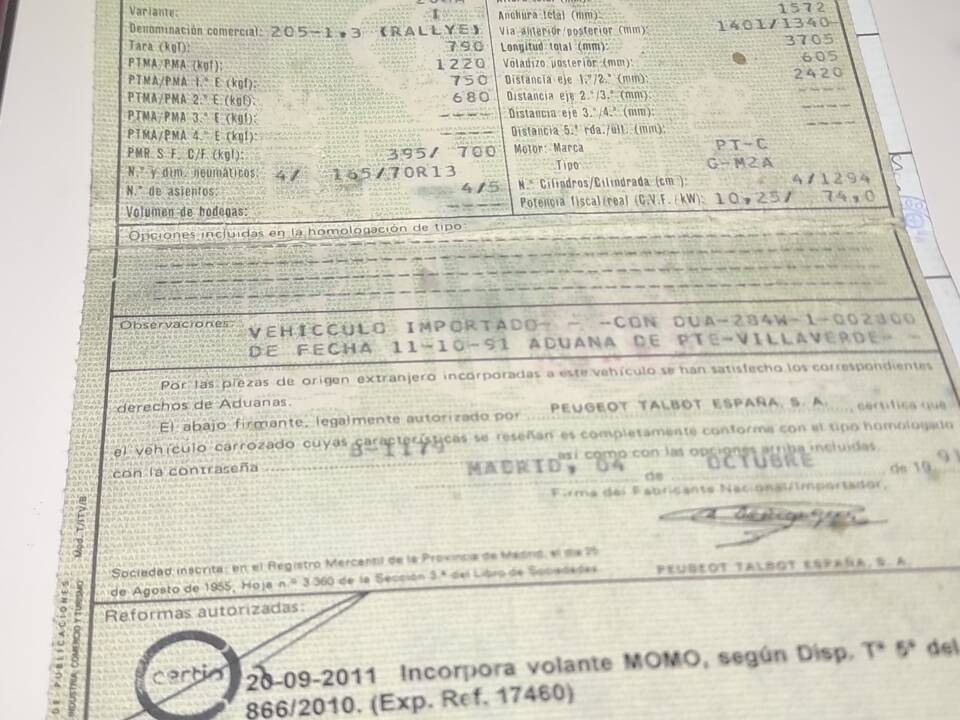 Variante: 1
Anchura total (mm): 1572
Denominación comercial: 205-1,3 (RALLYE)
Vía anterior/posterior (mm): 1401/1340
Tara (kgf): 790
Longitud total (mm): 3705
PTMA/PMA (kgf): 1220
Voladizo posterior (mm): 605
PTMA/PMA 1.º E (kgf): 750
Distancia eje 1.º/2.º (mm): 2420
PTMA/PMA 2.º E (kgf): 680
Distancia eje 2.º/3.º (mm): ----
PTMA/PMA 3.º E (kgf): ----
Distancia eje 3.º/4.º (mm): ----
PTMA/PMA 4.º E (kgf): ----
Distancia 5.ª rda./últ. (mm): ----
PMR S.F. C/F (kgf): 395/ 700
Motor: Marca PT-C
N.º y dim. neumáticos: 4/ 165/70R13
Tipo G-M2A
N.º de asientos: 4/5
N.º Cilindros/Cilindrada (cm³): 4/1294
Volumen de bodegas: ----
Potencia fiscal/real (C.V.F./kW): 10,25/ 74,0
Opciones incluidas en la homologación de tipo:
Observaciones: VEHICCULO IMPORTADO- - -CON DUA-284W-1-002800
DE FECHA 11-10-91 ADUANA DE PTE-VILLAVERDE- -
Por las piezas de origen extranjero incorporadas a este vehículo se han satisfecho los correspondientes
derechos de Aduanas.
El abajo firmante, legalmente autorizado por PEUGEOT TALBOT ESPAÑA, S. A. certifica que
el vehículo carrozado cuyas características se reseñan es completamente conforme con el tipo homologado
con la contraseña B-1179 así como con las opciones arriba incluidas.
MADRID, 04 de OCTUBRE de 1991
Firma del Fabricante Nacional/Importador,
Sociedad inscrita: en el Registro Mercantil de la Provincia de Madrid, el día 25
de Agosto de 1955, Hoja n.º 3.360 de la Sección 3.ª del Libro de Sociedades
PEUGEOT TALBOT ESPAÑA, S. A.
Reformas autorizadas:
certio 20-09-2011 Incorpora volante MOMO, según Disp. Tª 5ª del
866/2010. (Exp. Ref. 17460)
DE PUBLICACIONES
INDUSTRIA, COMERCIO Y TURISMO Mod. T/ITV/B